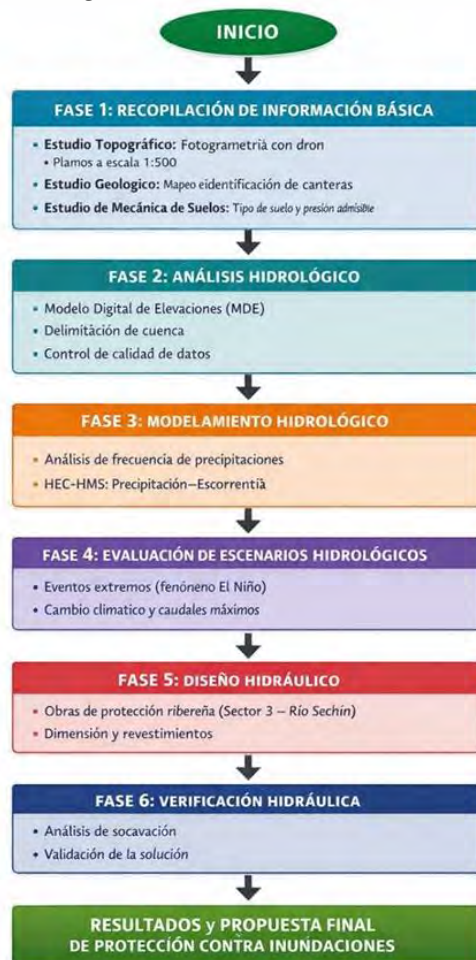 INICIO
FASE 1: RECOPILACIÓN DE INFORMACIÓN BÁSICA
• Estudio Topográfico: Fotogrametrià con dron
• Plamos a escala 1:500
• Estudio Geologico: Mapeo eidentificación de canteras
• Estudio de Mecánica de Suelos: Tipo de suelo y presión admisible
FASE 2: ANÁLISIS HIDROLÓGICO
• Modelo Digital de Elevaciones (MDE)
• Delimitàción de cuenca
• Control de calidad de datos
FASE 3: MODELAMIENTO HIDROLÓGICO
• Análisis de frecuencia de precipitaciones
• HEC-HMS: Precipitación–Escorrentià
FASE 4: EVALUACIÓN DE ESCENARIOS HIDROLÓGICOS
• Eventos extremos (fenóneno El Niño)
• Cambio climatico y caudales máximos
FASE 5: DISEÑO HIDRÁULICO
• Obras de protección ribereña (Sector 3 – Río Sechín)
• Dimensión y revestimientos
FASE 6: VERIFICACIÓN HIDRÁULICA
• Análisis de socavación
• Validación de la solución
RESULTADOS y PROPUESTA FINAL
DE PROTECCIÓN CONTRA INUNDACIONES